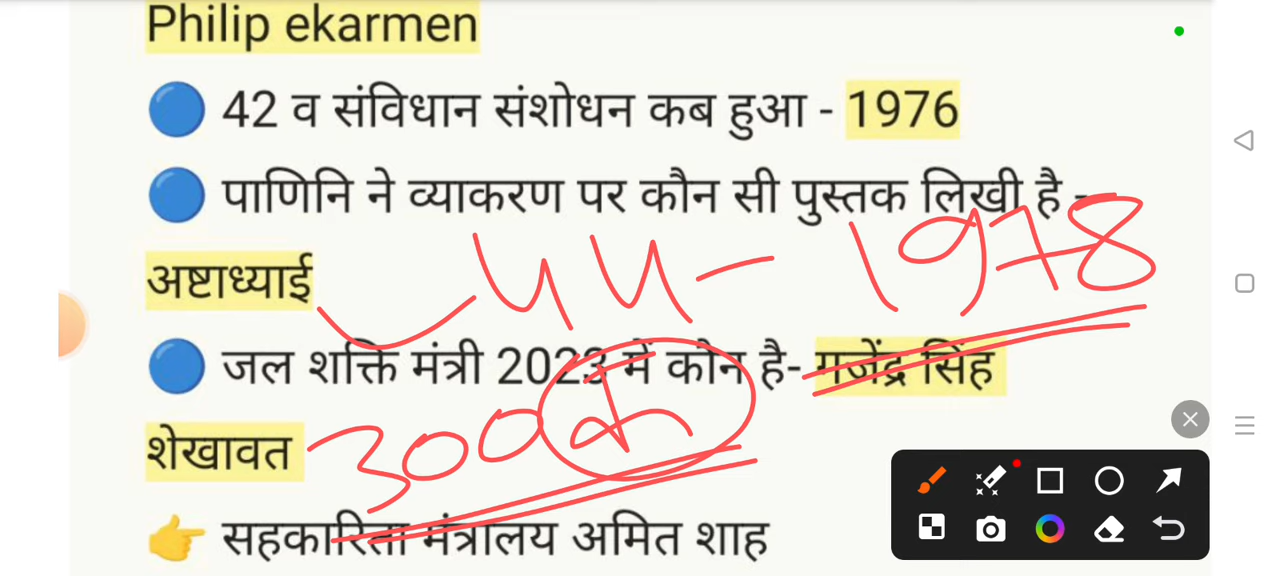 Philip ekarmen
42 व संविधान संशोधन कब हुआ - 1976
पाणिनि ने व्याकरण पर कौन सी पुस्तक लिखी है -
अष्टाध्याई
44 - 1978
जल शक्ति मंत्री 2023 में कौन है- गजेंद्र सिंह
शेखावत
300 क
सहकारिता मंत्रालय अमित शाह